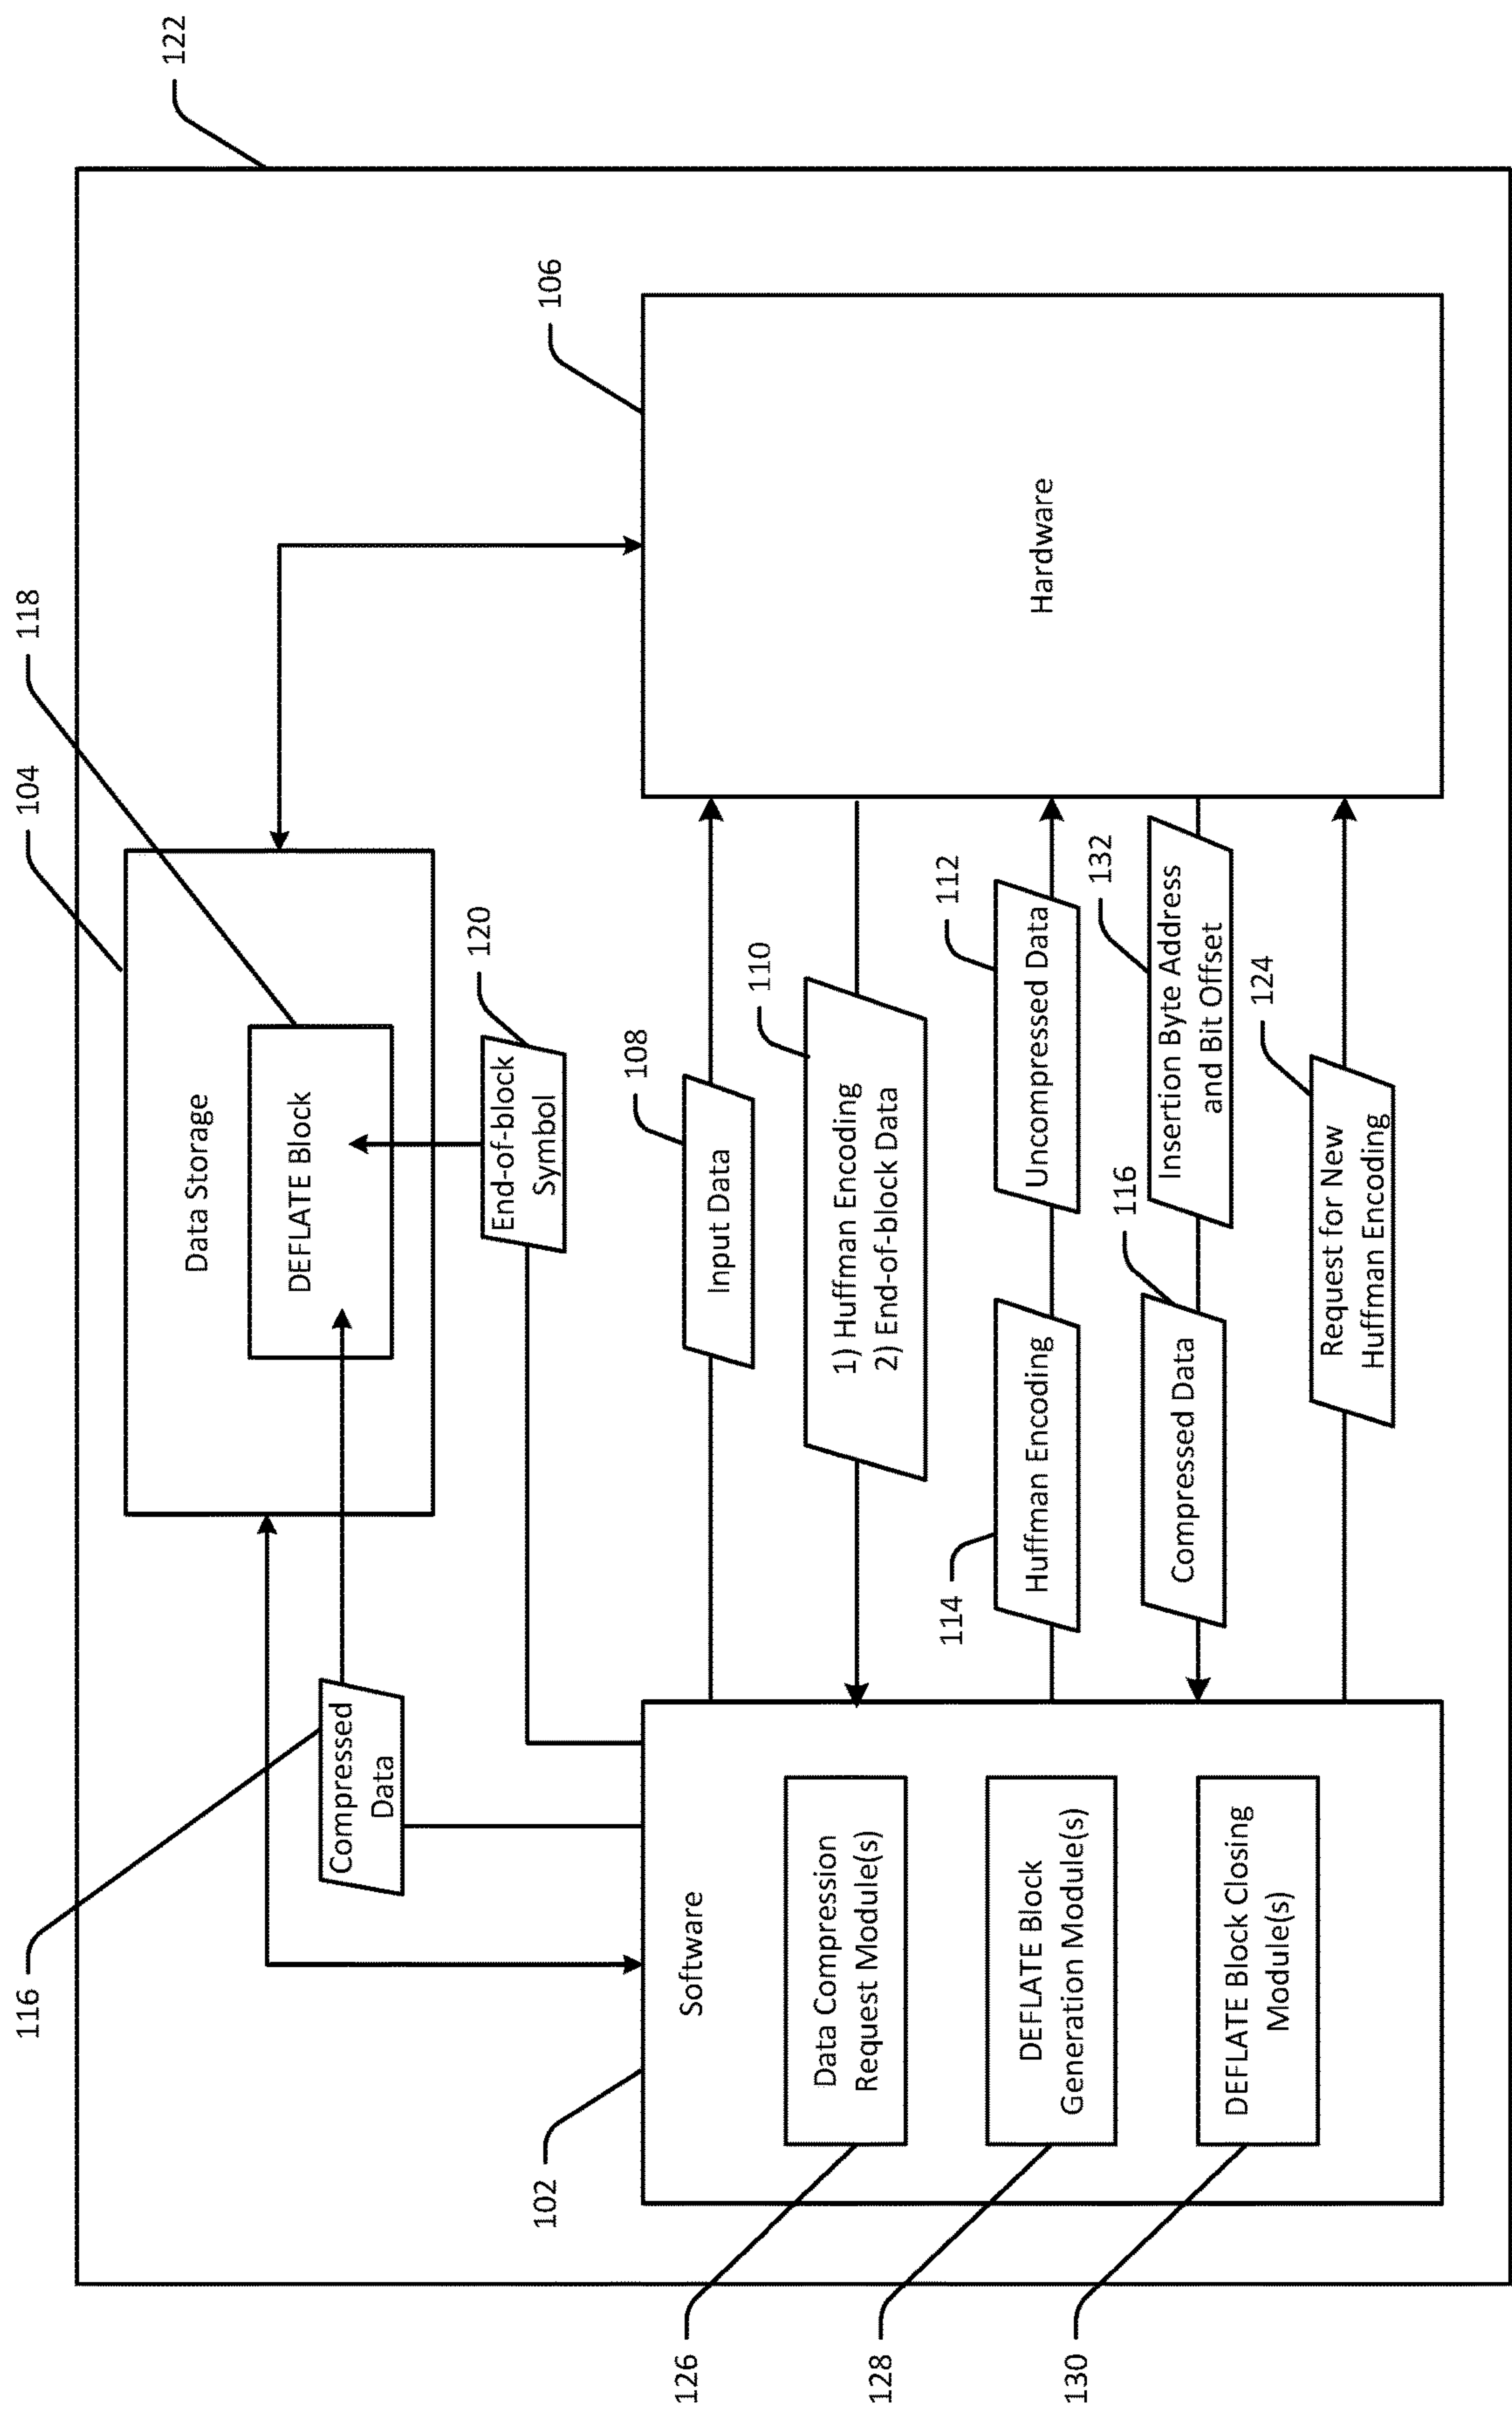 122
118
104
106
116
Data Storage
DEFLATE Block
Compressed
Data
120
End-of-block
Symbol
102
Software
Hardware
108
Input Data
126
Data Compression
Request Module(s)
110
1) Huffman Encoding
2) End-of-block Data
128
DEFLATE Block
Generation Module(s)
114
Huffman Encoding
112
Uncompressed Data
130
DEFLATE Block Closing
Module(s)
116
Compressed Data
132
Insertion Byte Address
and Bit Offset
124
Request for New
Huffman Encoding